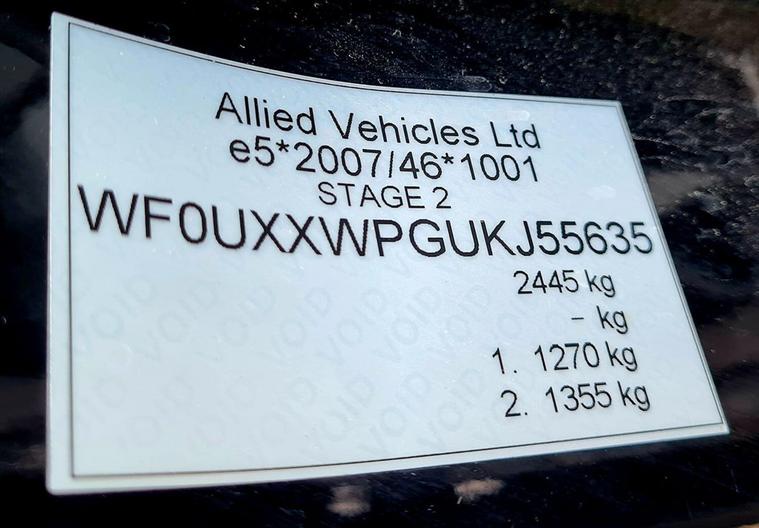 Allied Vehicles Ltd
e5*2007/46*1001
STAGE 2
WF0UXXWPGUKJ55635
2445 kg
– kg
1. 1270 kg
2. 1355 kg